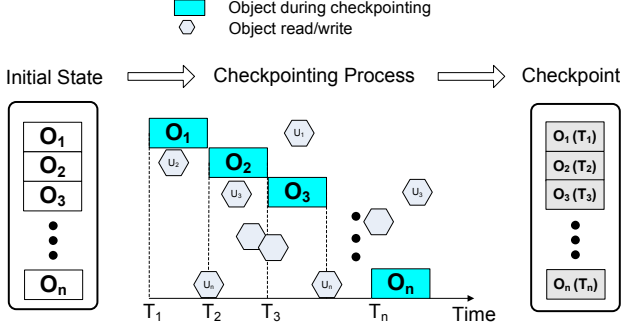 Object during checkpointing
Object read/write
Initial State
Checkpointing Process
Checkpoint
O1
O2
O3
On
O1
O2
O3
On
U1
U2
U3
U3
Un
Un
T1
T2
T3
Tn
Time
O1 (T1)
O2 (T2)
O3 (T3)
On (Tn)